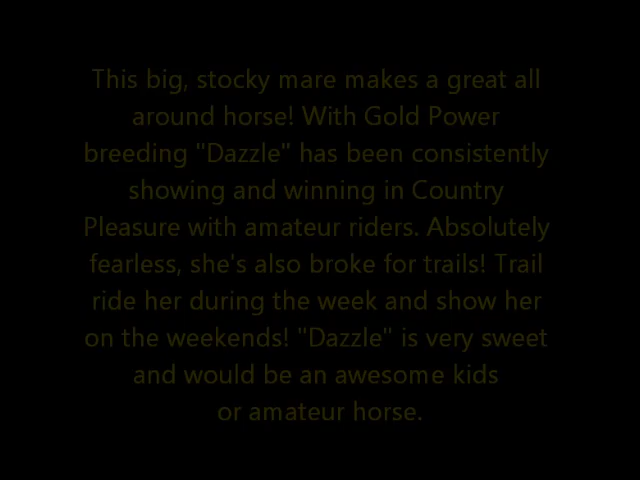 This big, stocky mare makes a great all
around horse! With Gold Power
breeding "Dazzle" has been consistently
showing and winning in Country
Pleasure with amateur riders. Absolutely
fearless, she's also broke for trails! Trail
ride her during the week and show her
on the weekends! "Dazzle" is very sweet
and would be an awesome kids
or amateur horse.